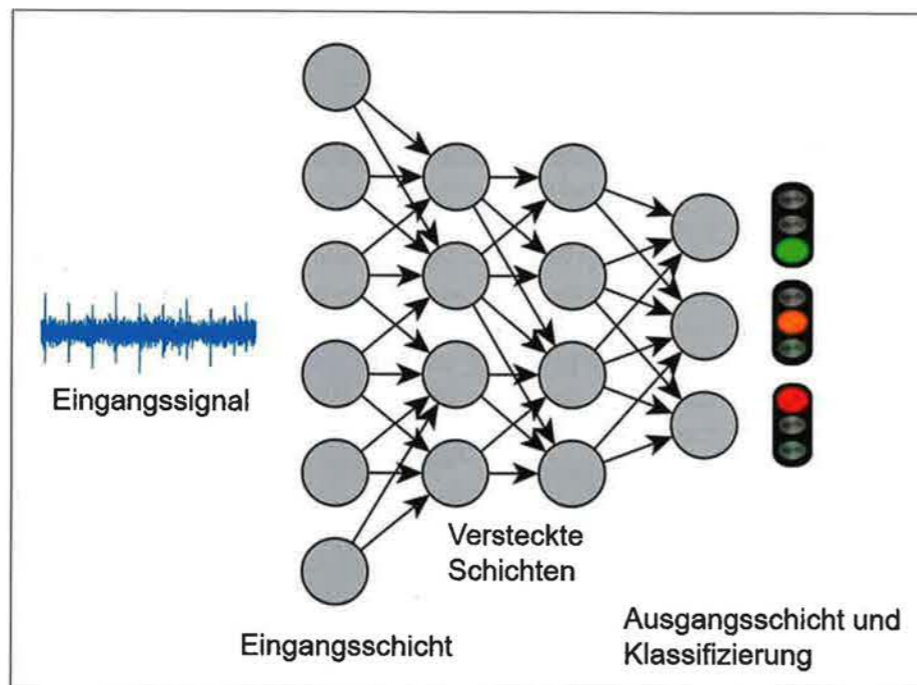 Eingangssignal
Versteckte
Schichten
Eingangsschicht
Ausgangsschicht und
Klassifizierung